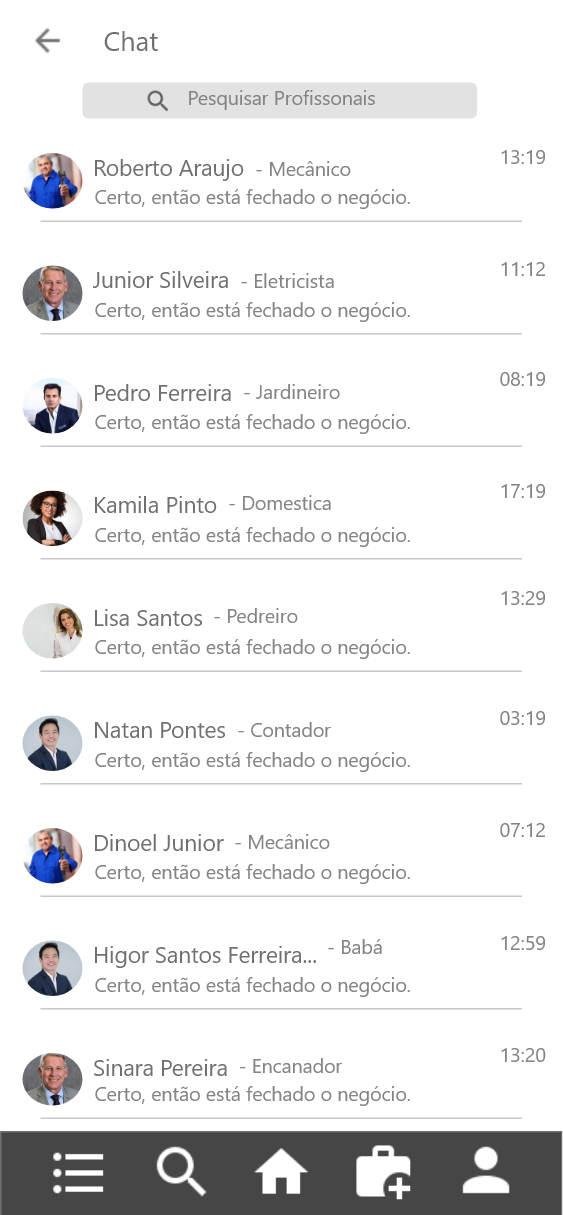 Chat
Pesquisar Profissonais
Roberto Araujo - Mecânico 13:19
Certo, então está fechado o negócio.
Junior Silveira - Eletricista 11:12
Certo, então está fechado o negócio.
Pedro Ferreira - Jardineiro 08:19
Certo, então está fechado o negócio.
Kamila Pinto - Domestica 17:19
Certo, então está fechado o negócio.
Lisa Santos - Pedreiro 13:29
Certo, então está fechado o negócio.
Natan Pontes - Contador 03:19
Certo, então está fechado o negócio.
Dinoel Junior - Mecânico 07:12
Certo, então está fechado o negócio.
Higor Santos Ferreira... - Babá 12:59
Certo, então está fechado o negócio.
Sinara Pereira - Encanador 13:20
Certo, então está fechado o negócio.